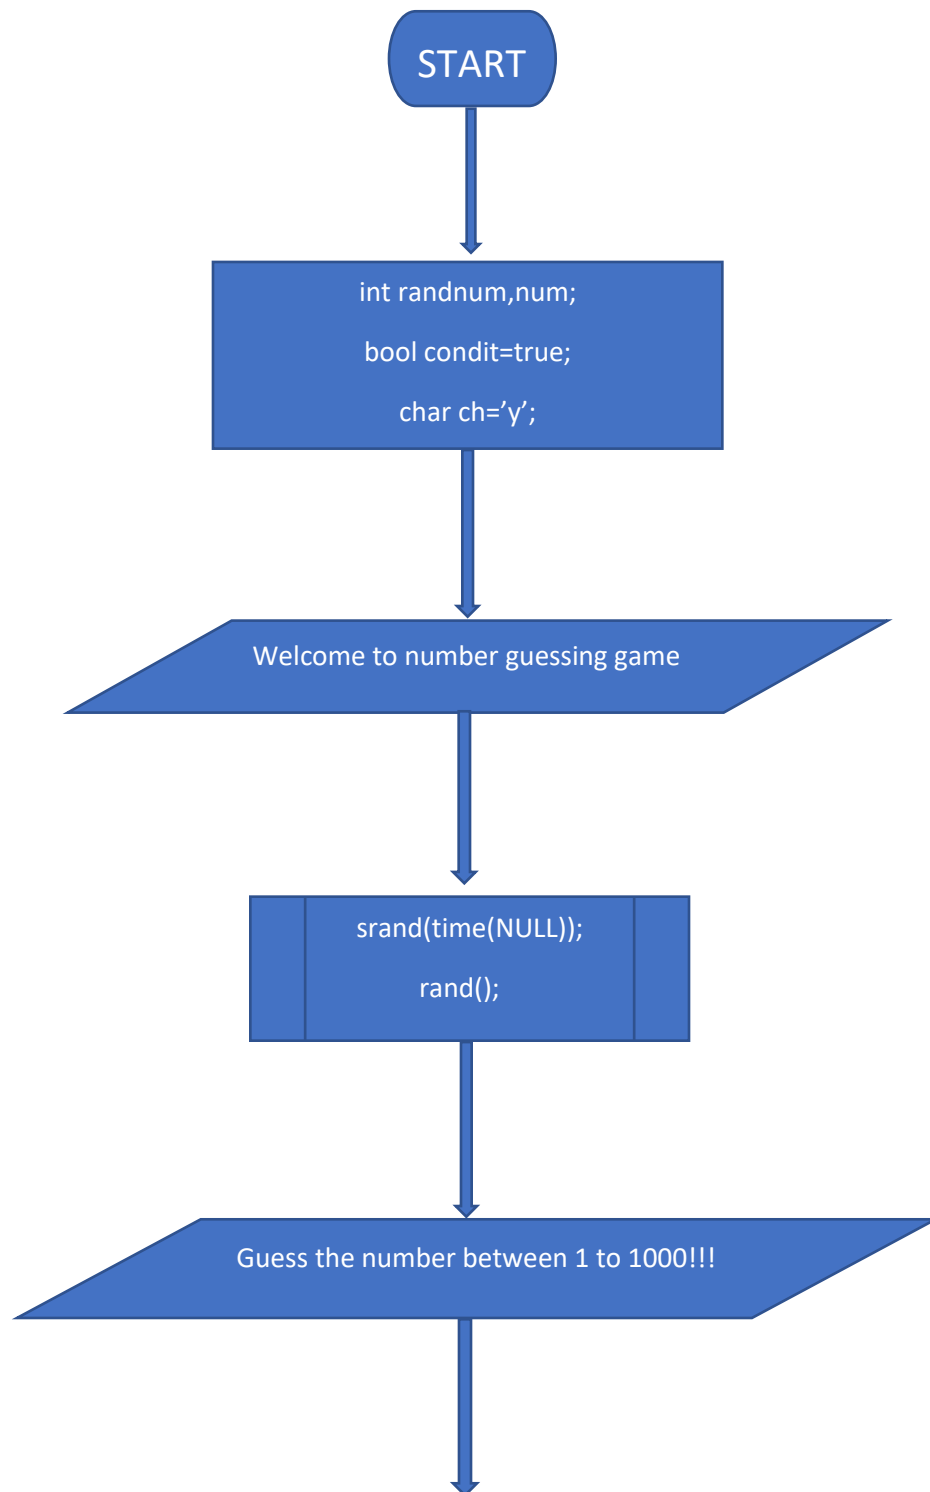 START
int randnum,num;
bool condit=true;
char ch=’y’;
Welcome to number guessing game
srand(time(NULL));
rand();
Guess the number between 1 to 1000!!!